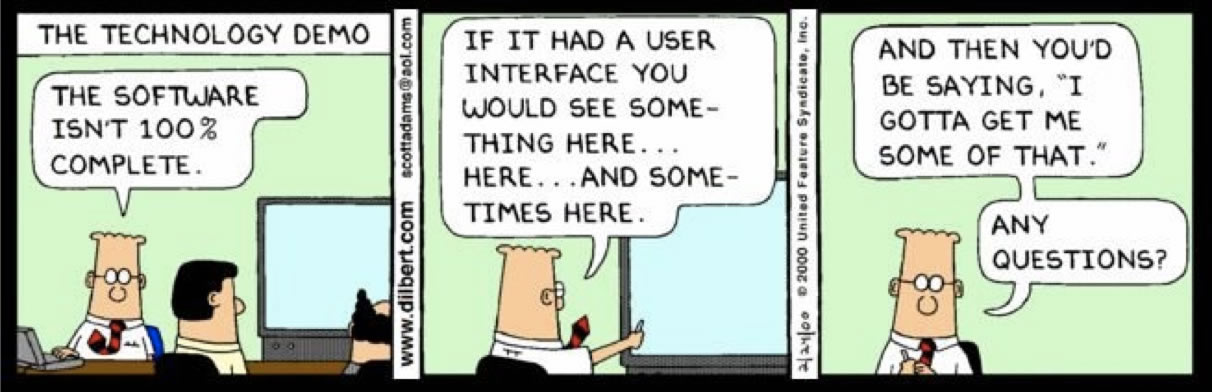 THE TECHNOLOGY DEMO
THE SOFTWARE
ISN'T 100%
COMPLETE.
www.dilbert.com scottadams@aol.com
IF IT HAD A USER
INTERFACE YOU
WOULD SEE SOME-
THING HERE...
HERE...AND SOME-
TIMES HERE.
2/24/00 © 2000 United Feature Syndicate, Inc.
AND THEN YOU'D
BE SAYING, "I
GOTTA GET ME
SOME OF THAT."
ANY
QUESTIONS?